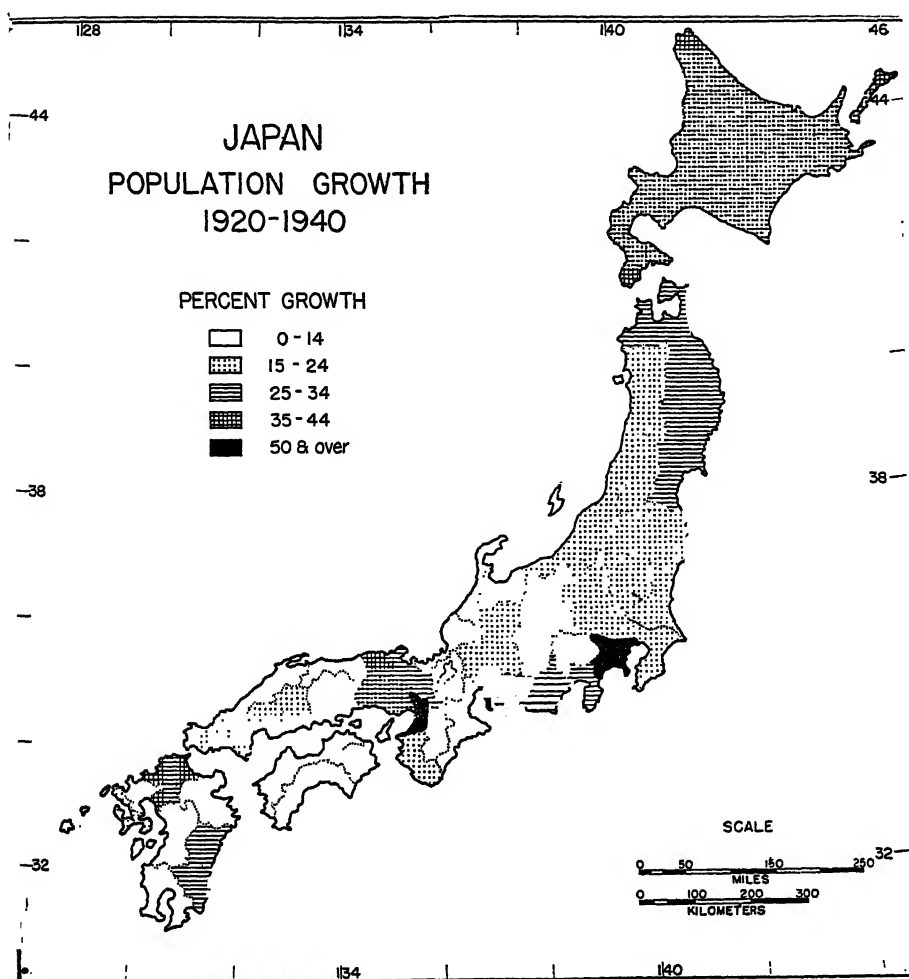 128 134 140 46
44 44
JAPAN
POPULATION GROWTH
1920-1940
PERCENT GROWTH
0-14
15-24
25-34
35-44
50 & over
38 38
SCALE
32 32
0 50 150 250
MILES
0 100 200 300
KILOMETERS
134 140